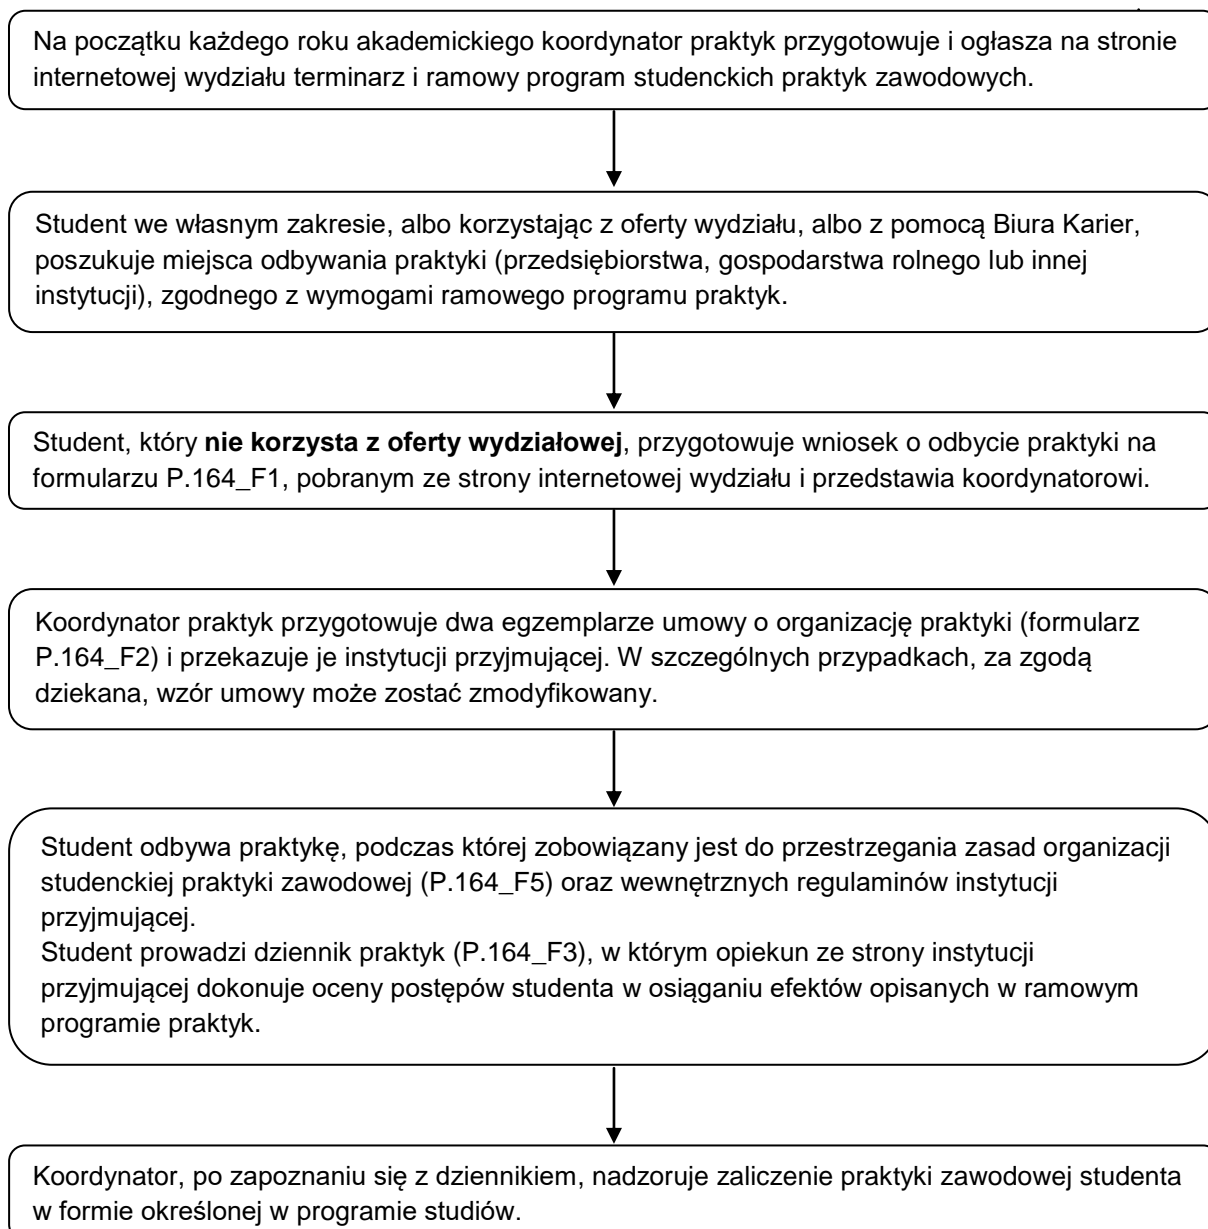 Na początku każdego roku akademickiego koordynator praktyk przygotowuje i ogłasza na stronie
internetowej wydziału terminarz i ramowy program studenckich praktyk zawodowych.
Student we własnym zakresie, albo korzystając z oferty wydziału, albo z pomocą Biura Karier,
poszukuje miejsca odbywania praktyki (przedsiębiorstwa, gospodarstwa rolnego lub innej
instytucji), zgodnego z wymogami ramowego programu praktyk.
Student, który nie korzysta z oferty wydziałowej, przygotowuje wniosek o odbycie praktyki na
formularzu P.164_F1, pobranym ze strony internetowej wydziału i przedstawia koordynatorowi.
Koordynator praktyk przygotowuje dwa egzemplarze umowy o organizację praktyki (formularz
P.164_F2) i przekazuje je instytucji przyjmującej. W szczególnych przypadkach, za zgodą
dziekana, wzór umowy może zostać zmodyfikowany.
Student odbywa praktykę, podczas której zobowiązany jest do przestrzegania zasad organizacji
studenckiej praktyki zawodowej (P.164_F5) oraz wewnętrznych regulaminów instytucji
przyjmującej.
Student prowadzi dziennik praktyk (P.164_F3), w którym opiekun ze strony instytucji
przyjmującej dokonuje oceny postępów studenta w osiąganiu efektów opisanych w ramowym
programie praktyk.
Koordynator, po zapoznaniu się z dziennikiem, nadzoruje zaliczenie praktyki zawodowej studenta
w formie określonej w programie studiów.